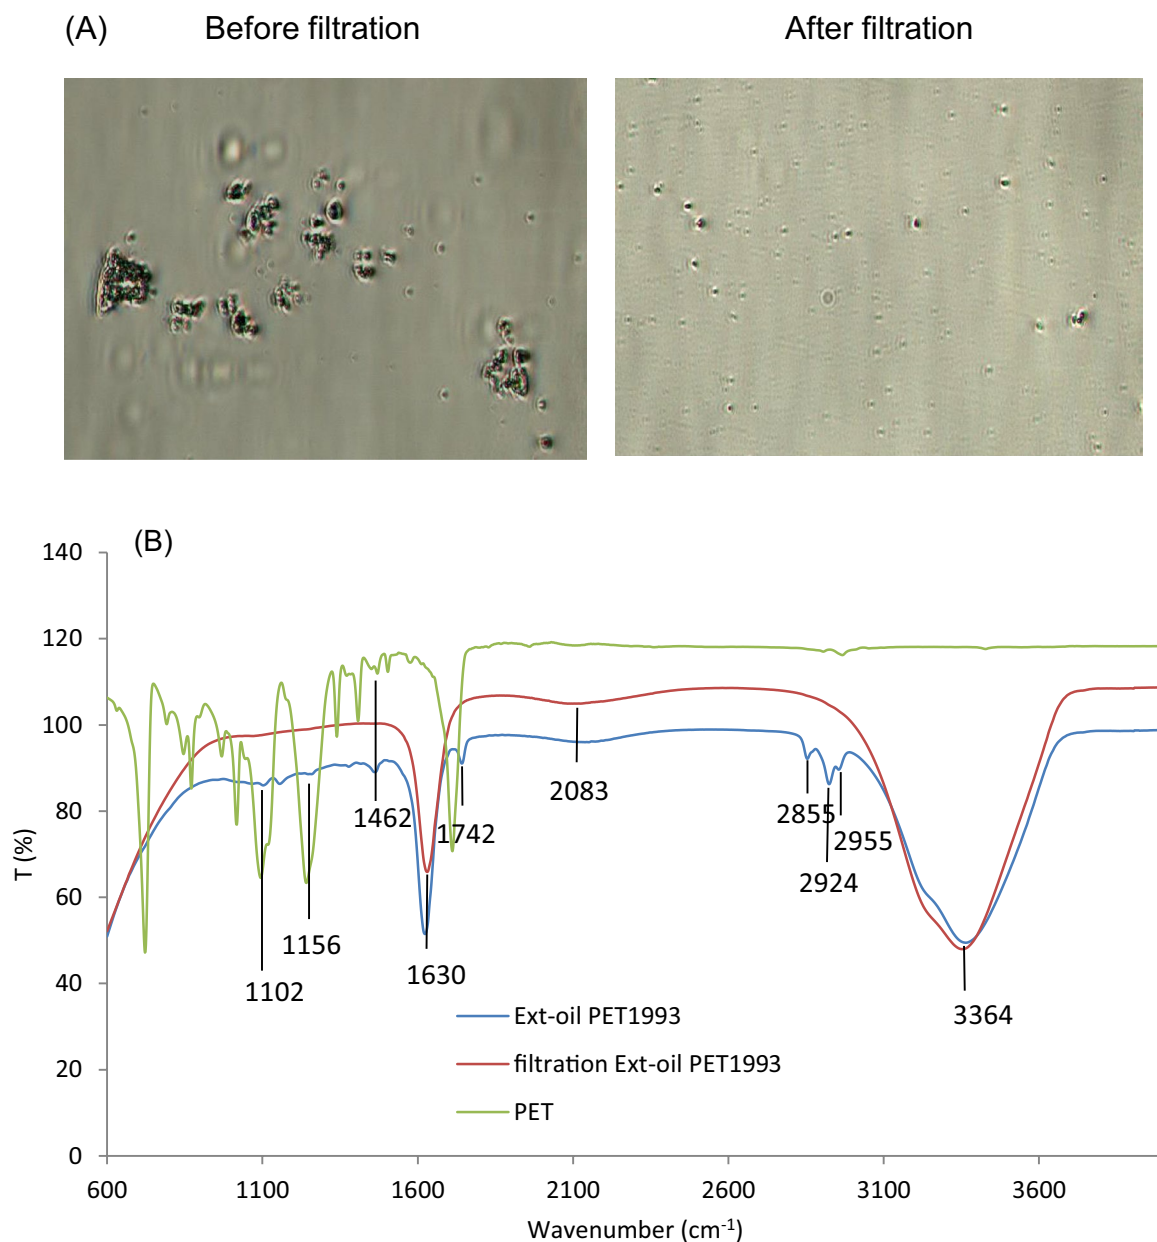 (A) Before filtration After filtration
(B)
140
120
100
80
60
40
20
0
T (%)
1462
1742
2083
2855
2955
2924
1156
1102
1630
3364
Ext-oil PET1993
filtration Ext-oil PET1993
PET
600 1100 1600 2100 2600 3100 3600
Wavenumber (cm⁻¹)